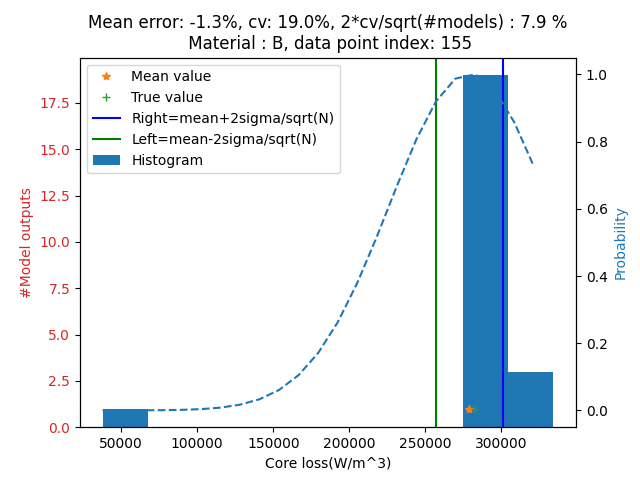 Mean error: -1.3%, cv: 19.0%, 2*cv/sqrt(#models) : 7.9 %
Material : B, data point index: 155
Mean value
True value
Right=mean+2sigma/sqrt(N)
Left=mean-2sigma/sqrt(N)
Histogram
#Model outputs
17.5
15.0
12.5
10.0
7.5
5.0
2.5
0.0
1.0
0.8
0.6
0.4
0.2
0.0
Probability
50000 100000 150000 200000 250000 300000
Core loss(W/m^3)